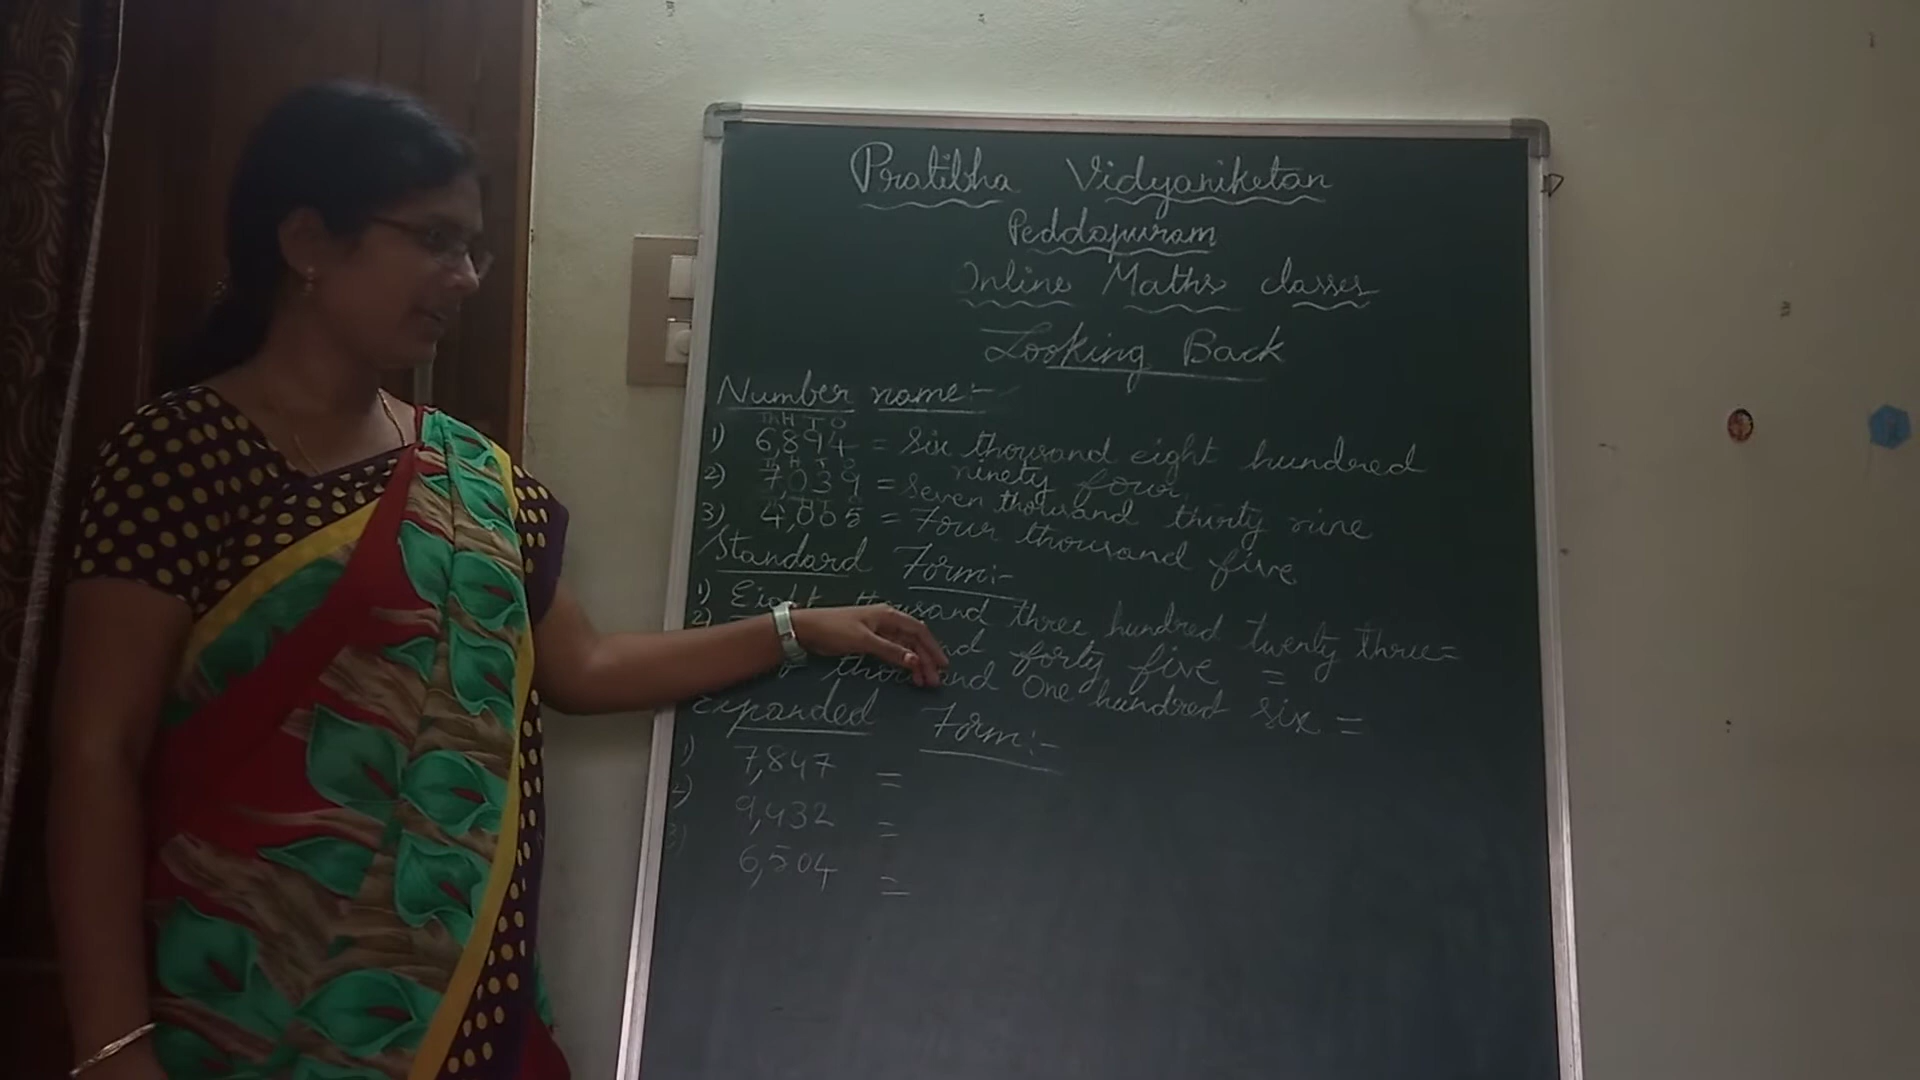 Pratibha Vidyaniketan
Peddapuram
Online Maths classes
Looking Back
Number name:-
Th H T O
1) 6,894 = Six thousand eight hundred
ninety four.
Th H T O
2) 7,039 = Seven thousand thirty nine
3) 4,005 = Four thousand five
Standard Form:-
1) Eight thousand three hundred twenty three=
2) forty five =
thousand One hundred six =
Expanded Form:-
1) 7,847 =
2) 9,432 =
3) 6,504 =